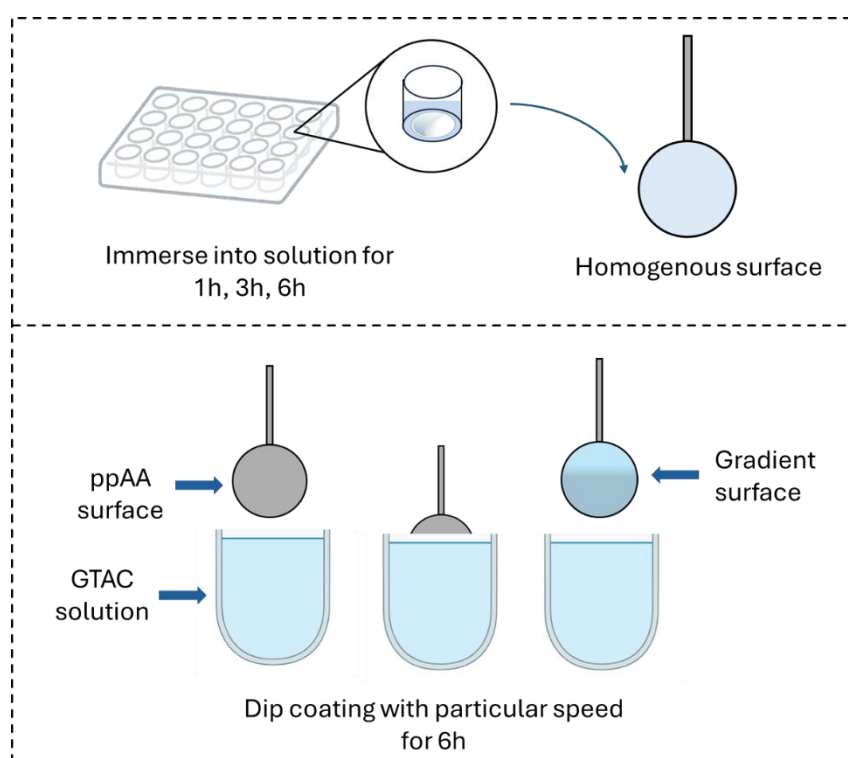 Immerse into solution for
1h, 3h, 6h
Homogenous surface
ppAA
surface
Gradient
surface
GTAC
solution
Dip coating with particular speed
for 6h